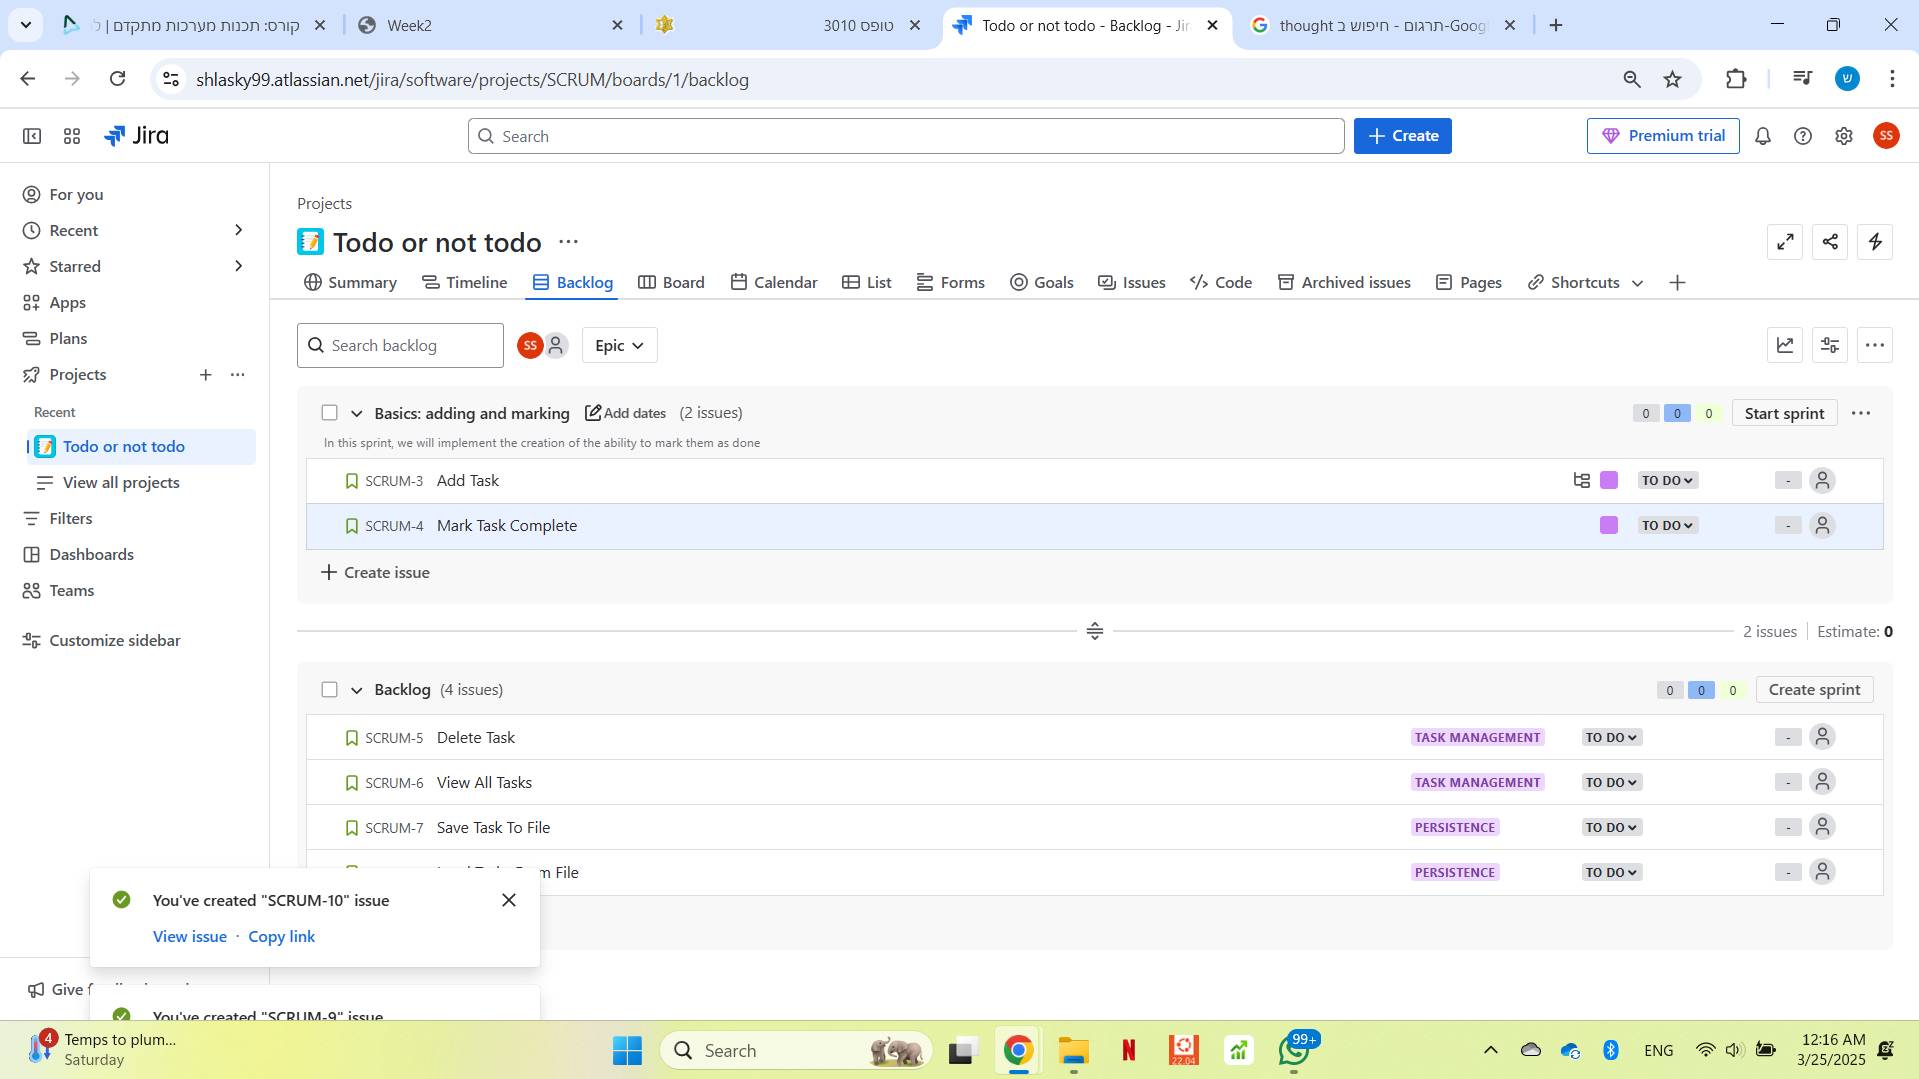 קורס: תכנות מערכות מתקדם | ל
Week2
טופס 3010
Todo or not todo - Backlog - Jir
thought תרגום - חיפוש ב-Googl
shlasky99.atlassian.net/jira/software/projects/SCRUM/boards/1/backlog
ש
Jira
Search
Create
Premium trial
SS
For you
Recent
Starred
Apps
Plans
Projects
Recent
Todo or not todo
View all projects
Filters
Dashboards
Teams
Customize sidebar
Projects
Todo or not todo
Summary Timeline Backlog Board Calendar List Forms Goals Issues Code Archived issues Pages Shortcuts
Search backlog
SS
Epic
Basics: adding and marking Add dates (2 issues) 0 0 0 Start sprint
In this sprint, we will implement the creation of the ability to mark them as done
SCRUM-3 Add Task TO DO -
SCRUM-4 Mark Task Complete TO DO -
Create issue
2 issues Estimate: 0
Backlog (4 issues) 0 0 0 Create sprint
SCRUM-5 Delete Task TASK MANAGEMENT TO DO -
SCRUM-6 View All Tasks TASK MANAGEMENT TO DO -
SCRUM-7 Save Task To File PERSISTENCE TO DO -
File PERSISTENCE TO DO -
You've created "SCRUM-10" issue
View issue · Copy link
Give
You've created "SCRUM-9" issue
4
Temps to plum...
Saturday
Search
22.04
99+
ENG
12:16 AM
3/25/2025